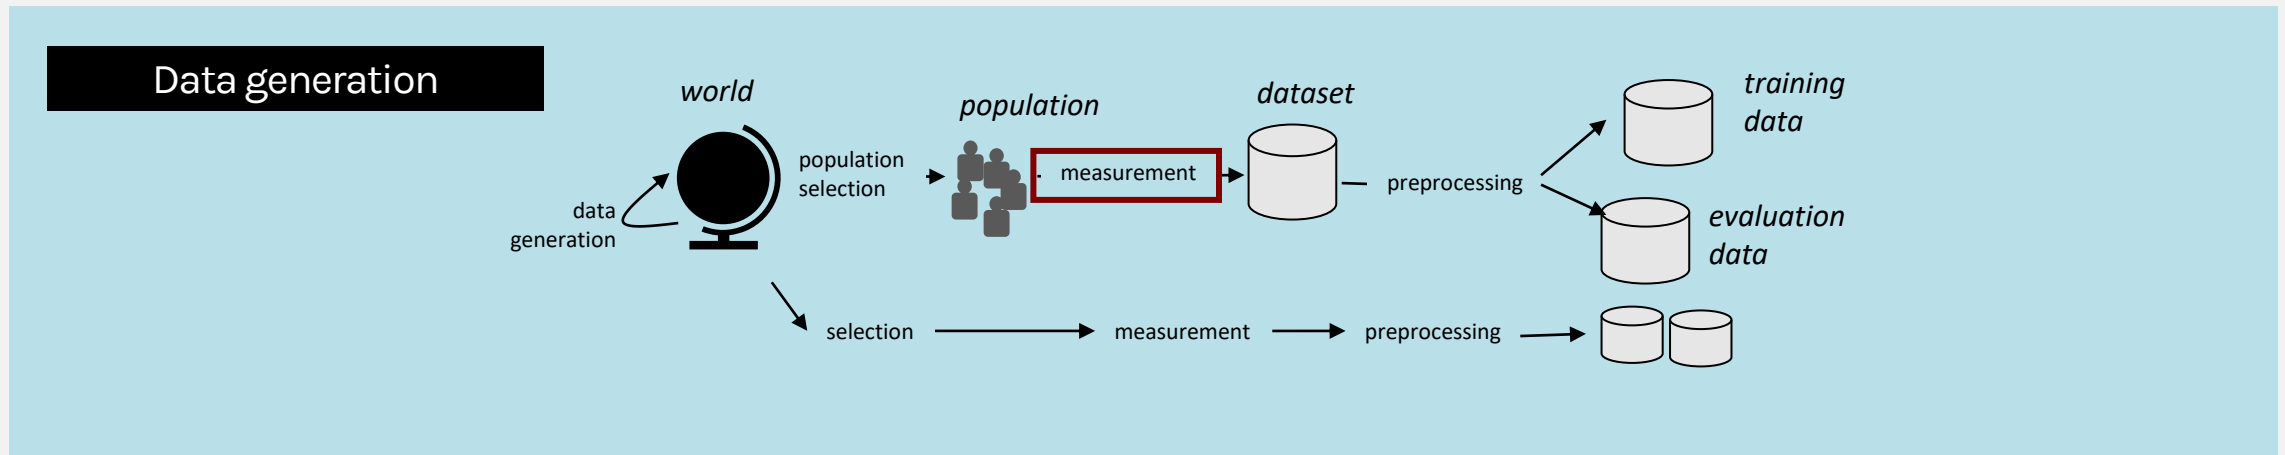 Data generation
world
population
dataset
training
data
population
selection
measurement
preprocessing
data
generation
evaluation
data
selection
measurement
preprocessing